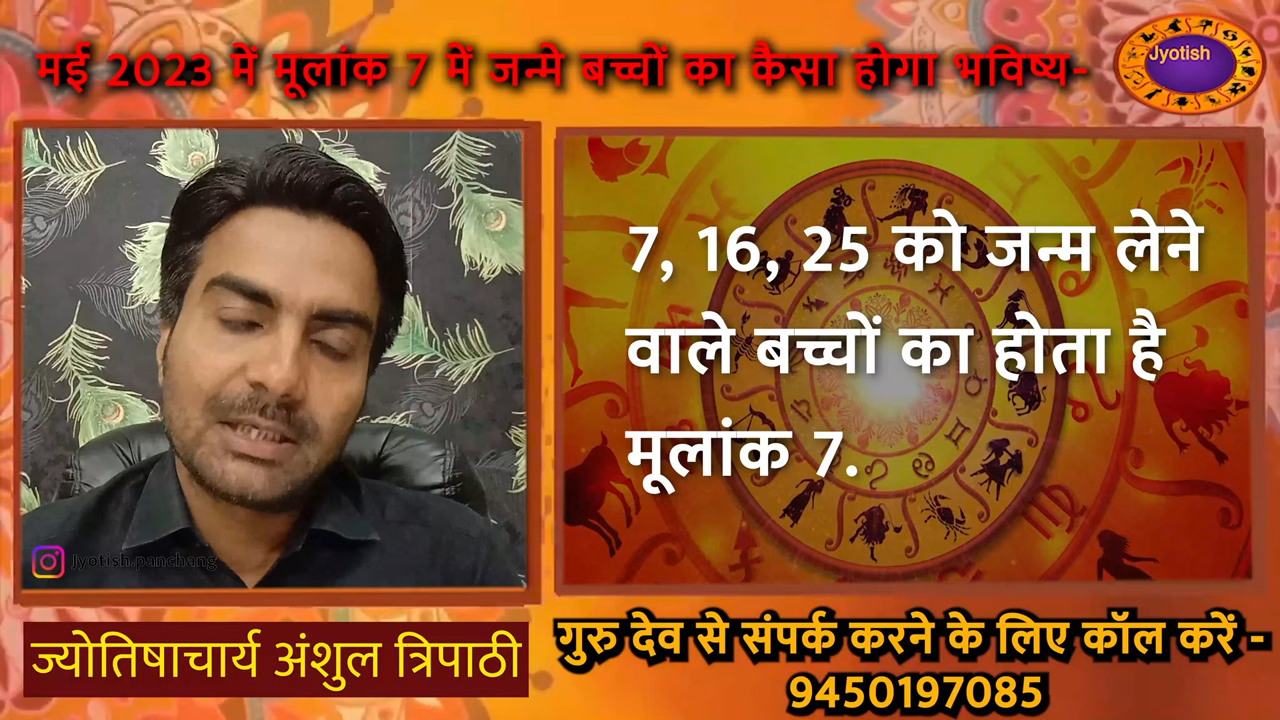 मई 2023 में मूलांक 7 में जन्मे बच्चों का कैसा होगा भविष्य-
Jyotish
7, 16, 25 को जन्म लेने
वाले बच्चों का होता है
मूलांक 7.
Jyotish.panchang
ज्योतिषाचार्य अंशुल त्रिपाठी
गुरु देव से संपर्क करने के लिए कॉल करें -
9450197085